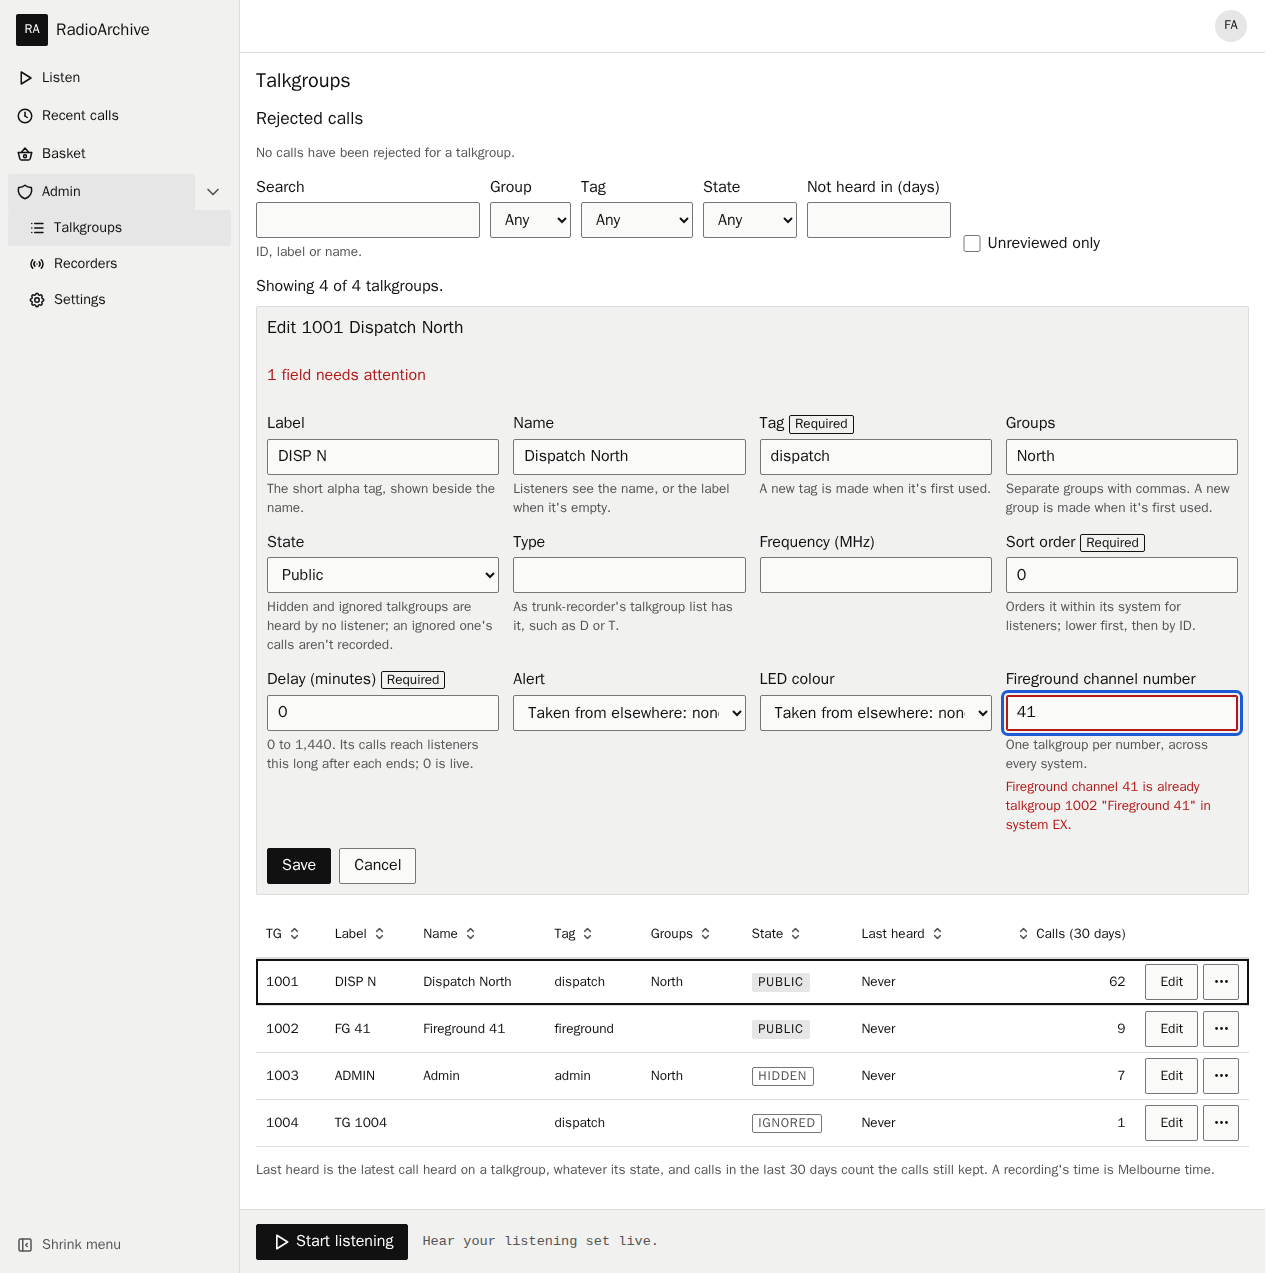 RA RadioArchive
FA
Listen
Recent calls
Basket
Admin
Talkgroups
Recorders
Settings
Shrink menu
Talkgroups
Rejected calls
No calls have been rejected for a talkgroup.
Search Group Tag State Not heard in (days)
Any Any Any
Unreviewed only
ID, label or name.
Showing 4 of 4 talkgroups.
Edit 1001 Dispatch North
1 field needs attention
Label Name Tag Required Groups
DISP N Dispatch North dispatch North
The short alpha tag, shown beside the name.
Listeners see the name, or the label when it's empty.
A new tag is made when it's first used.
Separate groups with commas. A new group is made when it's first used.
State Type Frequency (MHz) Sort order Required
Public 0
Hidden and ignored talkgroups are heard by no listener; an ignored one's calls aren't recorded.
As trunk-recorder's talkgroup list has it, such as D or T.
Orders it within its system for listeners; lower first, then by ID.
Delay (minutes) Required Alert LED colour Fireground channel number
0 Taken from elsewhere: non Taken from elsewhere: non 41
0 to 1,440. Its calls reach listeners this long after each ends; 0 is live.
One talkgroup per number, across every system.
Fireground channel 41 is already talkgroup 1002 "Fireground 41" in system EX.
Save Cancel
TG Label Name Tag Groups State Last heard Calls (30 days)
1001 DISP N Dispatch North dispatch North PUBLIC Never 62 Edit
1002 FG 41 Fireground 41 fireground PUBLIC Never 9 Edit
1003 ADMIN Admin admin North HIDDEN Never 7 Edit
1004 TG 1004 dispatch IGNORED Never 1 Edit
Last heard is the latest call heard on a talkgroup, whatever its state, and calls in the last 30 days count the calls still kept. A recording's time is Melbourne time.
Start listening Hear your listening set live.